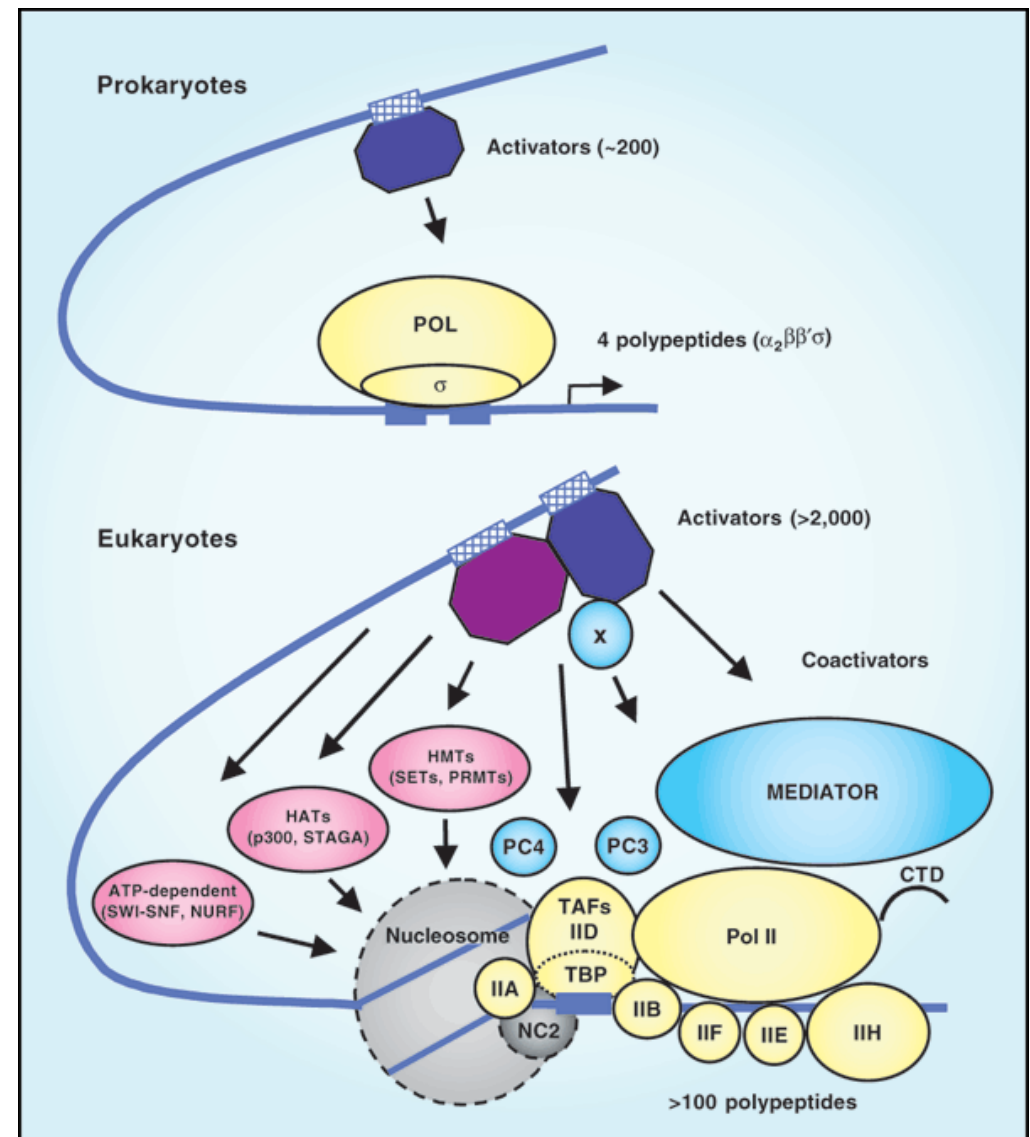 Prokaryotes
Activators (~200)
POL
σ
4 polypeptides (α₂ββ′σ)
Eukaryotes
Activators (>2,000)
x
Coactivators
HMTs
(SETs, PRMTs)
MEDIATOR
HATs
(p300, STAGA)
PC4
PC3
CTD
ATP-dependent
(SWI-SNF, NURF)
TAFs
IID
Nucleosome
Pol II
TBP
IIA
IIB
NC2
IIF
IIE
IIH
>100 polypeptides